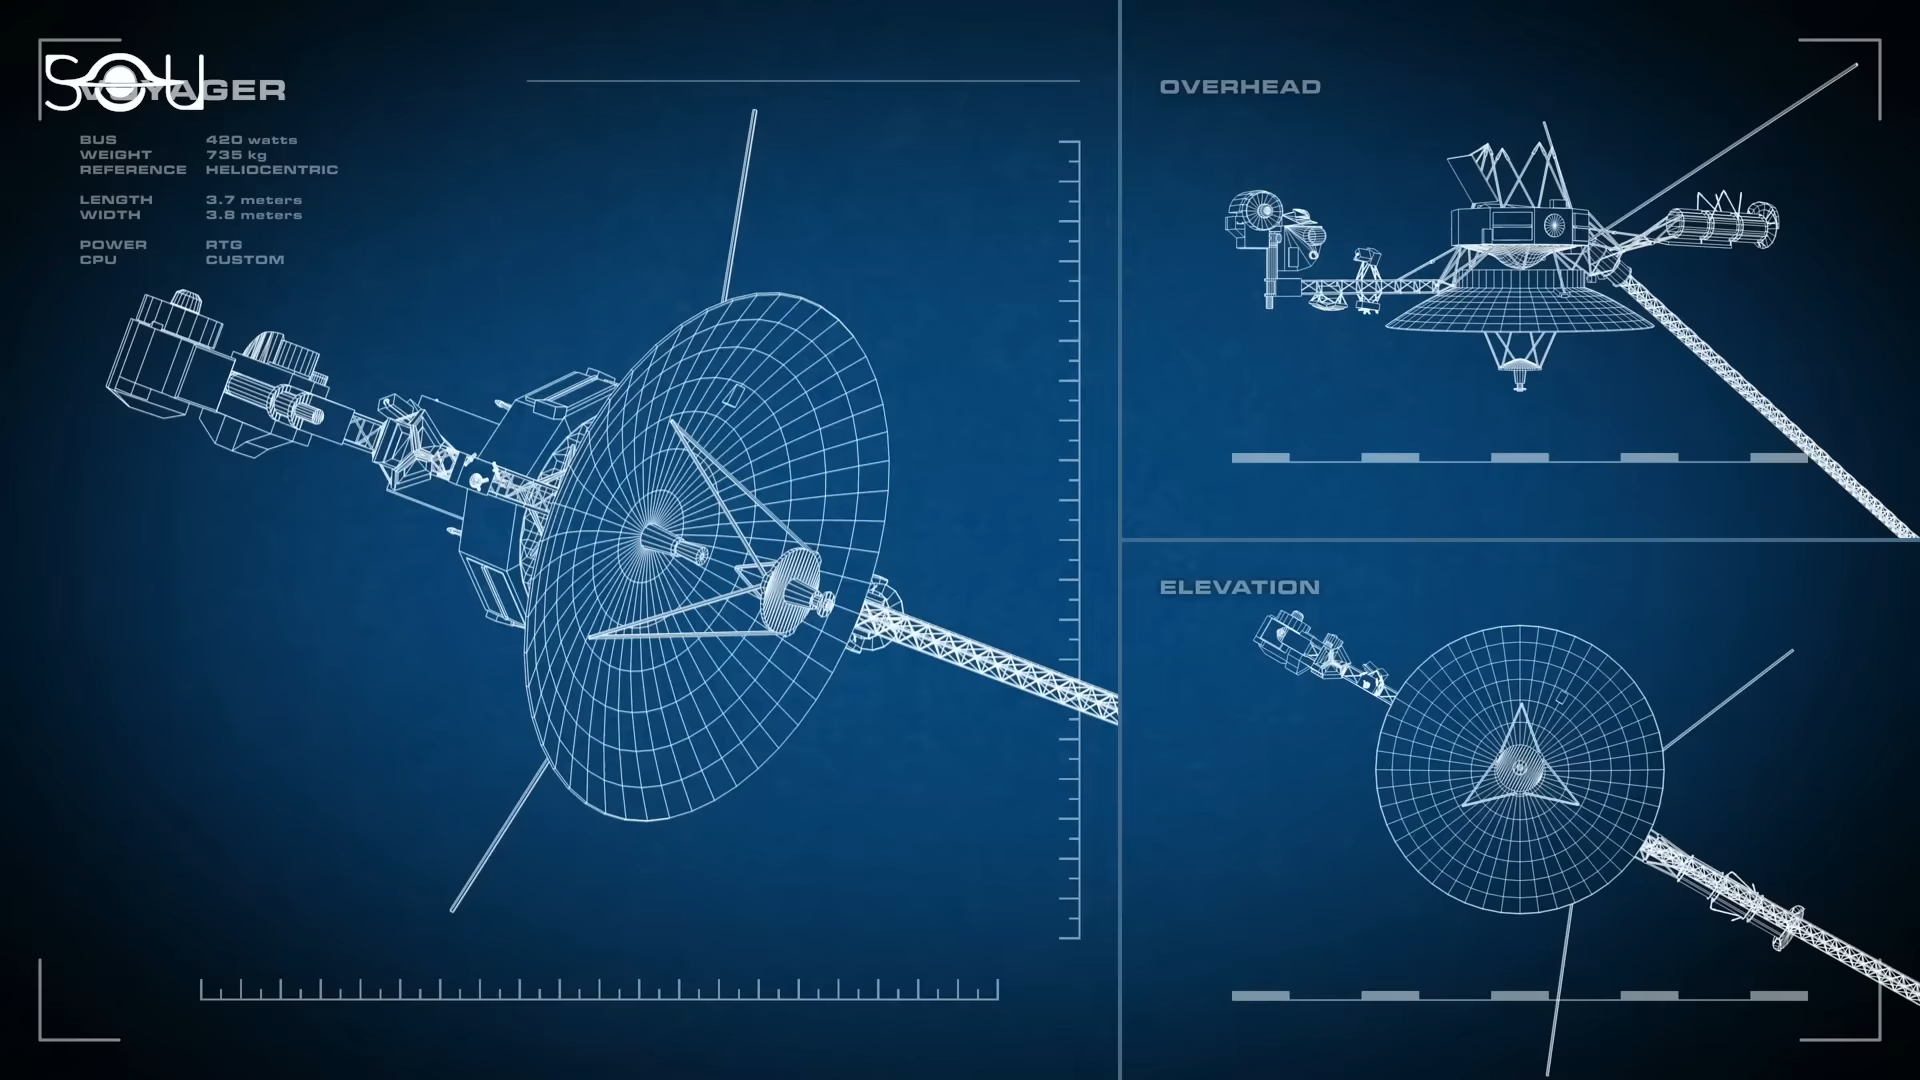 SOU
VOYAGER
BUS 420 watts
WEIGHT 735 kg
REFERENCE HELIOCENTRIC
LENGTH 3.7 meters
WIDTH 3.8 meters
POWER RTG
CPU CUSTOM
OVERHEAD
ELEVATION